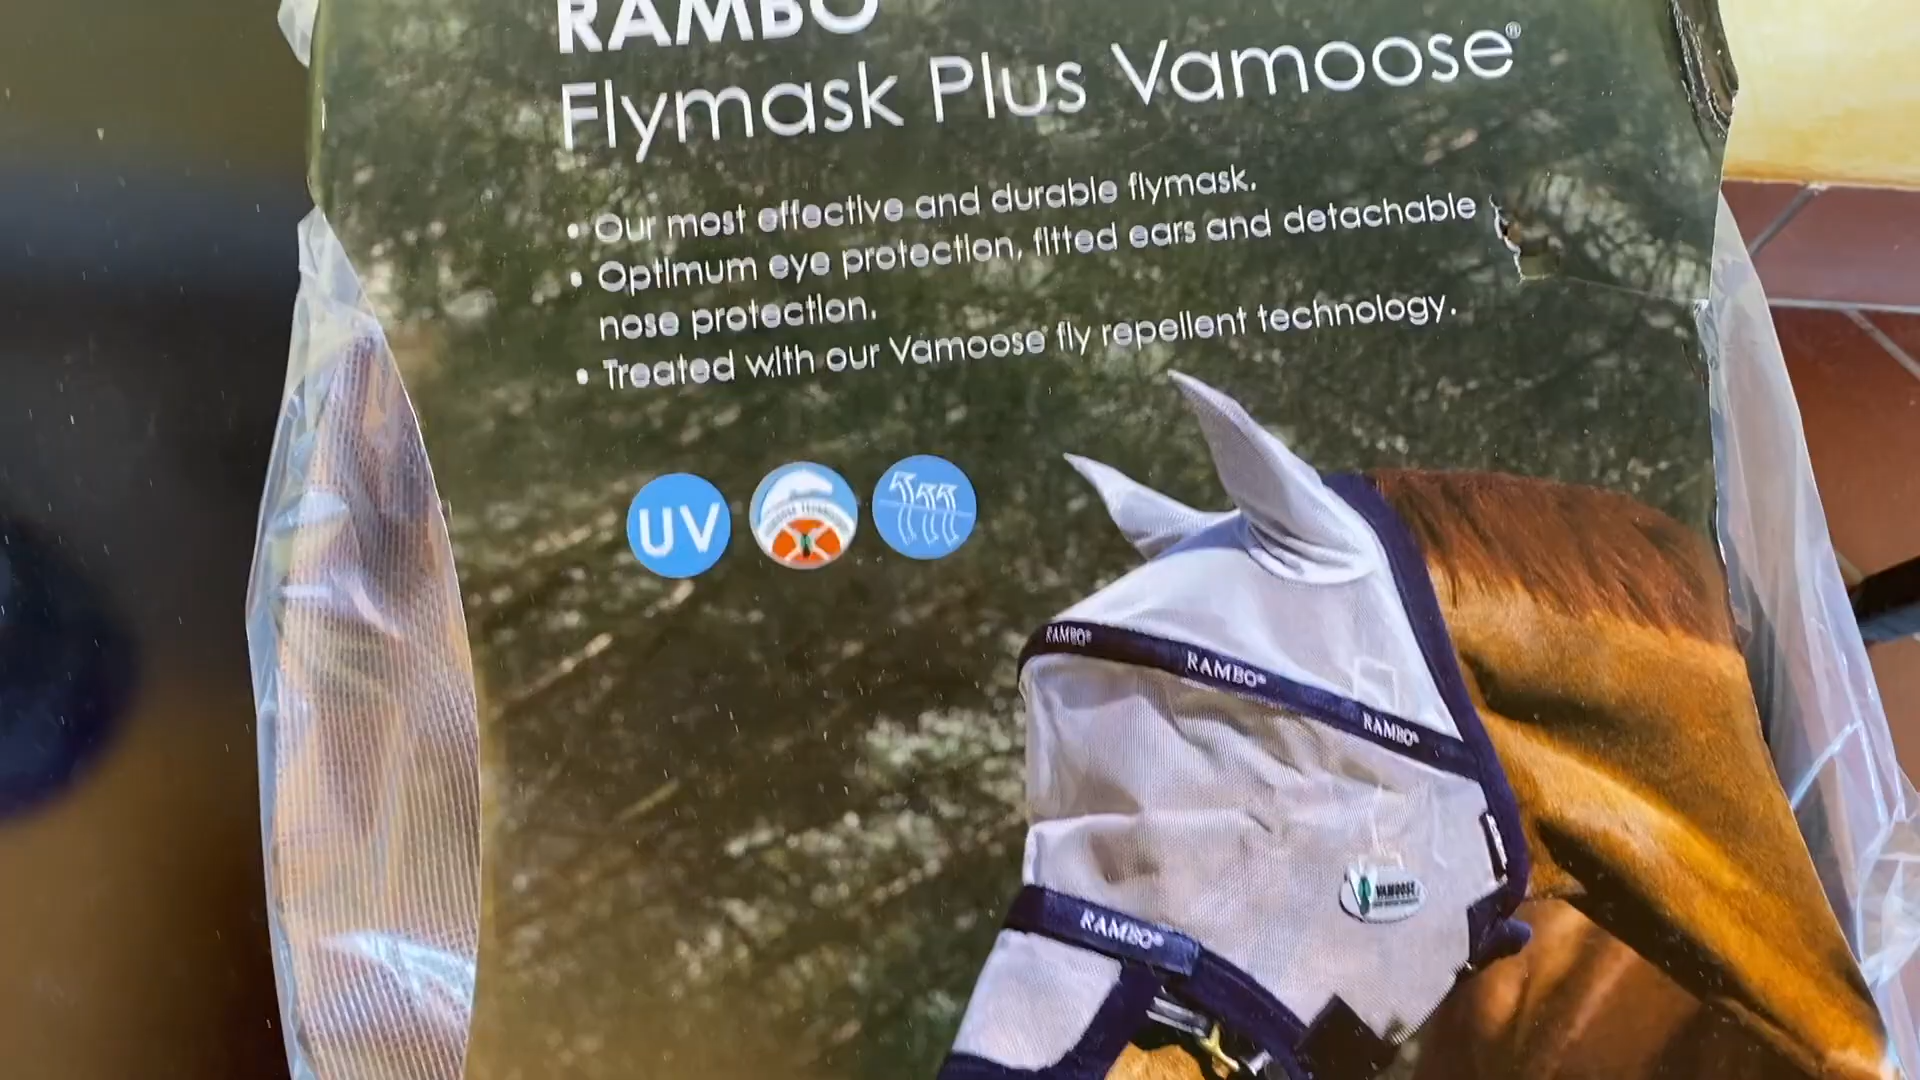 RAMBO
Flymask Plus Vamoose®
• Our most effective and durable flymask.
• Optimum eye protection, fitted ears and detachable
nose protection.
• Treated with our Vamoose® fly repellent technology.
UV
RAMBO®
RAMBO®
RAMBO®
VAMOOSE
RAMBO®